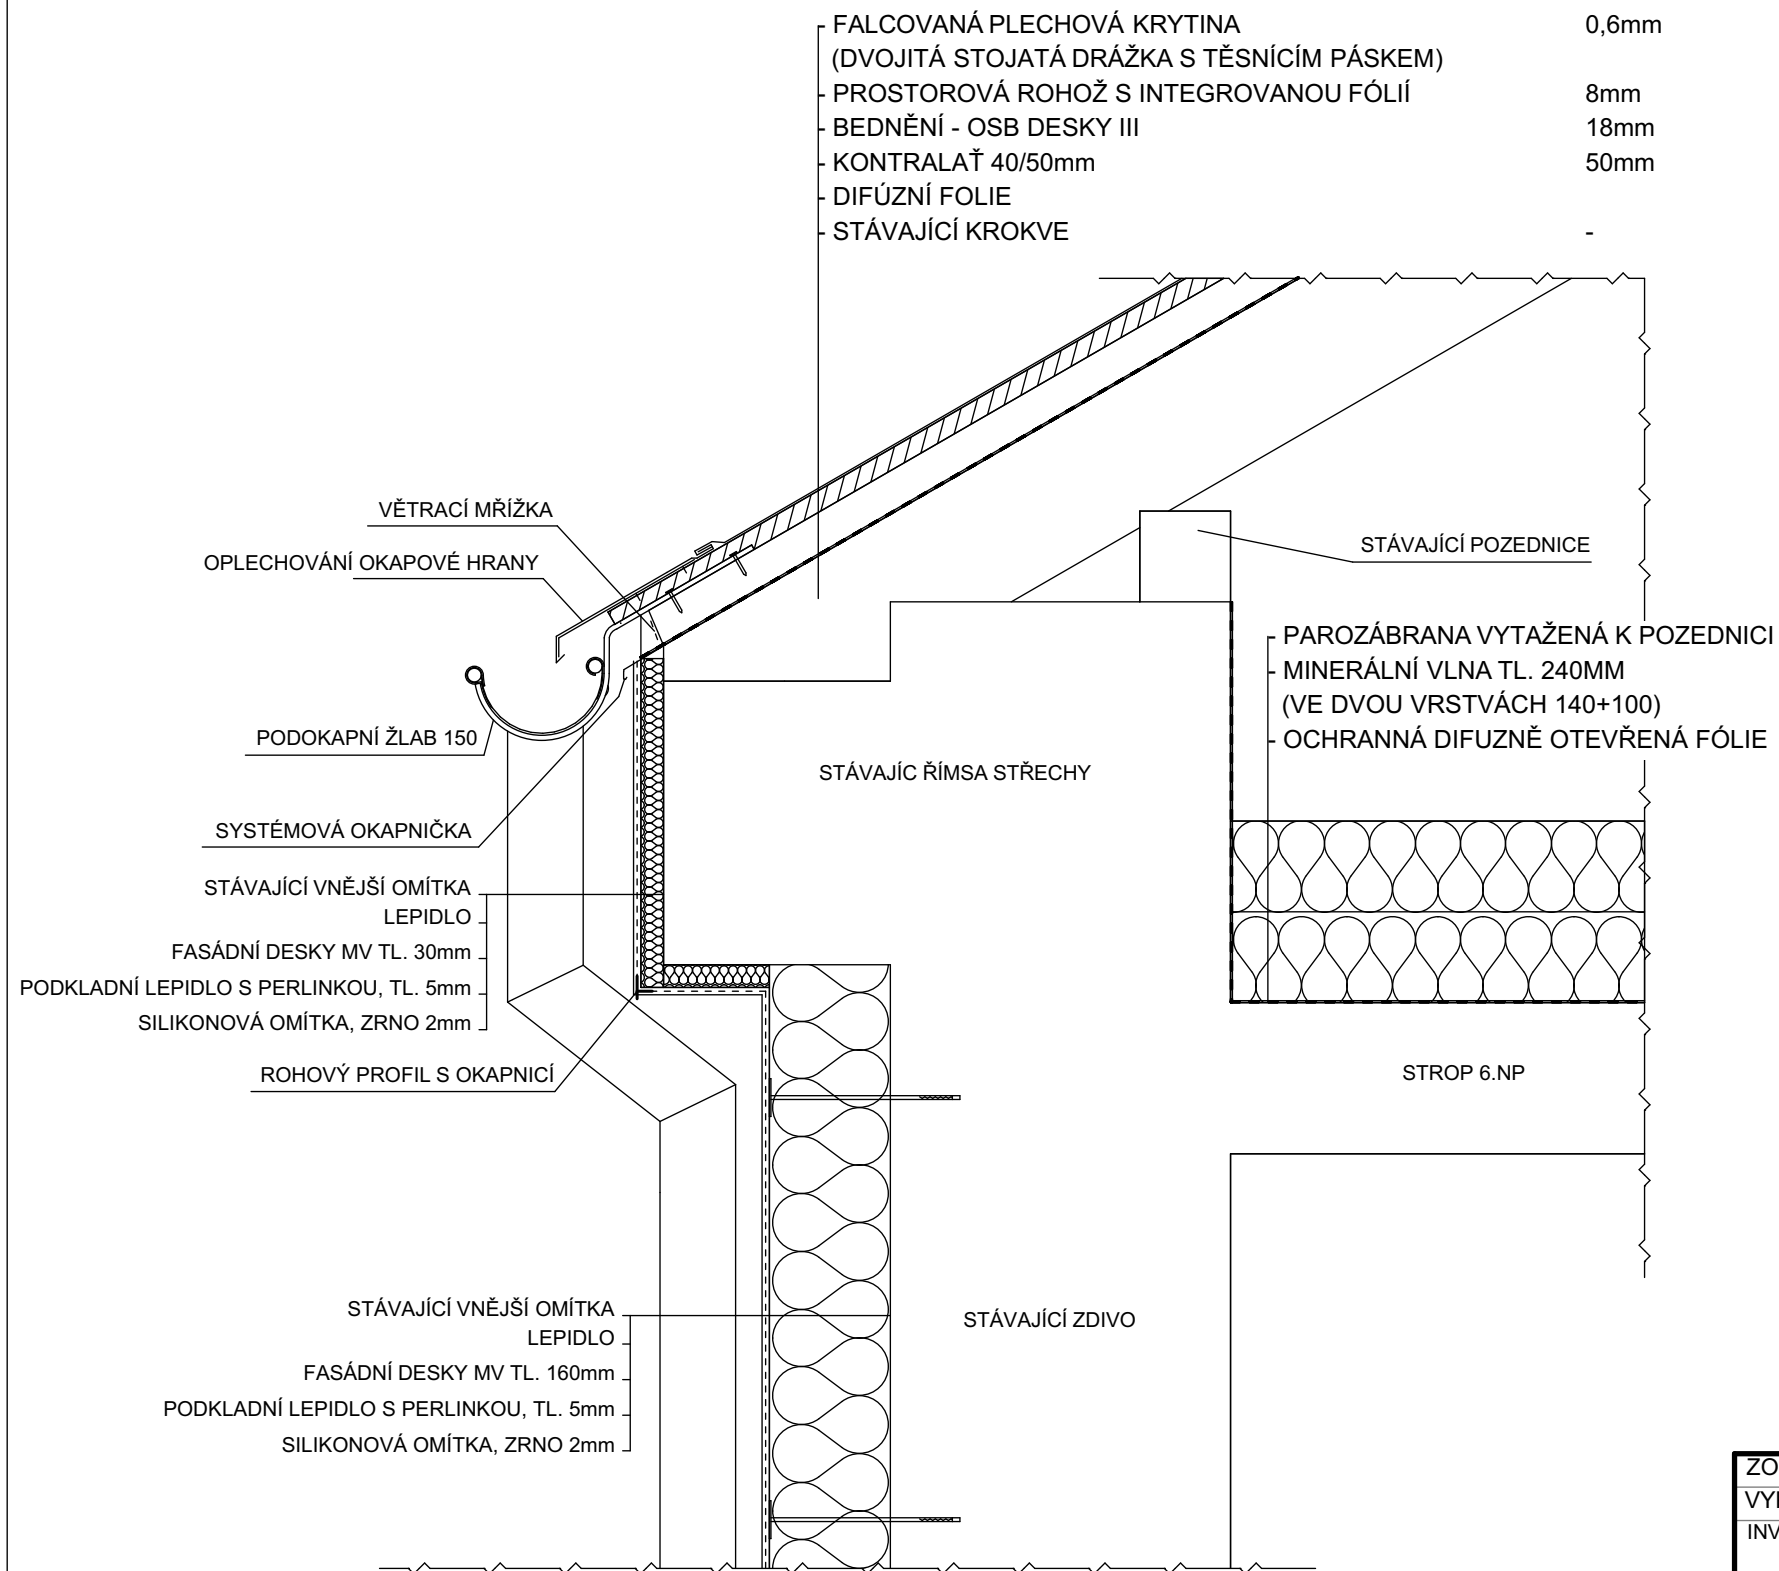 FALCOVANÁ PLECHOVÁ KRYTINA 0,6mm
(DVOJITÁ STOJATÁ DRÁŽKA S TĚSNÍCÍM PÁSKEM)
PROSTOROVÁ ROHOŽ S INTEGROVANOU FÓLIÍ 8mm
BEDNĚNÍ - OSB DESKY III 18mm
KONTRALAŤ 40/50mm 50mm
DIFÚZNÍ FOLIE
STÁVAJÍCÍ KROKVE -
VĚTRACÍ MŘÍŽKA
OPLECHOVÁNÍ OKAPOVÉ HRANY
STÁVAJÍCÍ POZEDNICE
PAROZÁBRANA VYTAŽENÁ K POZEDNICI
MINERÁLNÍ VLNA TL. 240MM
(VE DVOU VRSTVÁCH 140+100)
OCHRANNÁ DIFUZNĚ OTEVŘENÁ FÓLIE
PODOKAPNÍ ŽLAB 150
STÁVAJÍC ŘÍMSA STŘECHY
SYSTÉMOVÁ OKAPNIČKA
STÁVAJÍCÍ VNĚJŠÍ OMÍTKA
LEPIDLO
FASÁDNÍ DESKY MV TL. 30mm
PODKLADNÍ LEPIDLO S PERLINKOU, TL. 5mm
SILIKONOVÁ OMÍTKA, ZRNO 2mm
ROHOVÝ PROFIL S OKAPNICÍ
STROP 6.NP
STÁVAJÍCÍ VNĚJŠÍ OMÍTKA
LEPIDLO
FASÁDNÍ DESKY MV TL. 160mm
PODKLADNÍ LEPIDLO S PERLINKOU, TL. 5mm
SILIKONOVÁ OMÍTKA, ZRNO 2mm
STÁVAJÍCÍ ZDIVO
ZO
INV